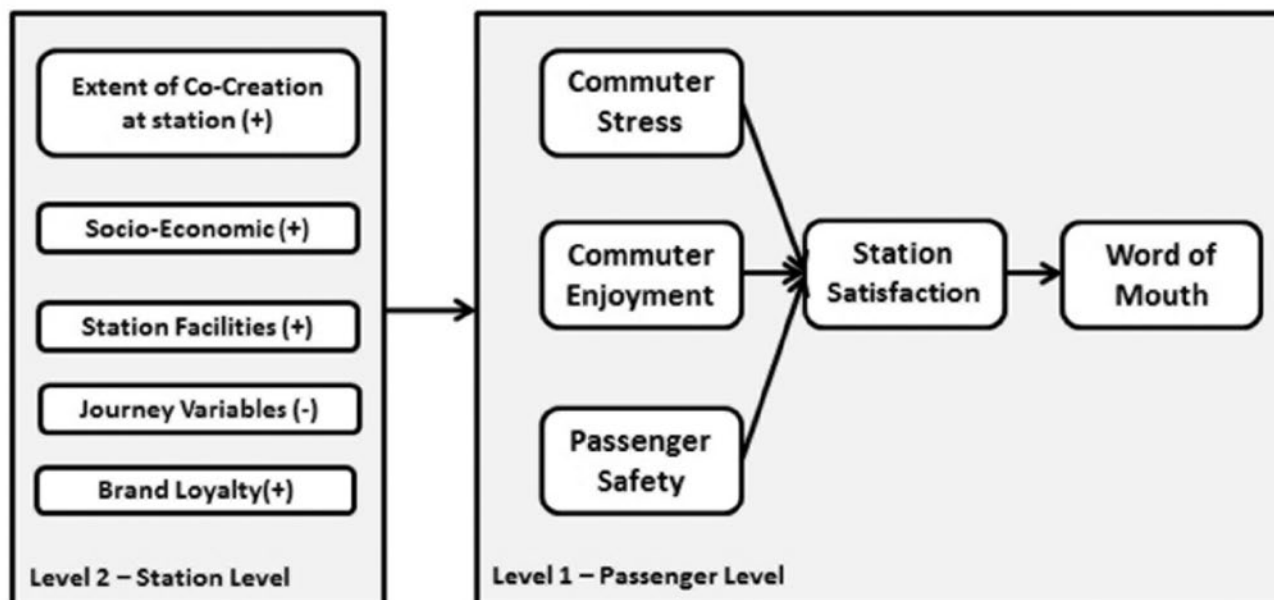 Extent of Co-Creation
at station (+)
Socio-Economic (+)
Station Facilities (+)
Journey Variables (-)
Brand Loyalty(+)
Level 2 – Station Level
Commuter
Stress
Commuter
Enjoyment
Passenger
Safety
Station
Satisfaction
Word of
Mouth
Level 1 – Passenger Level